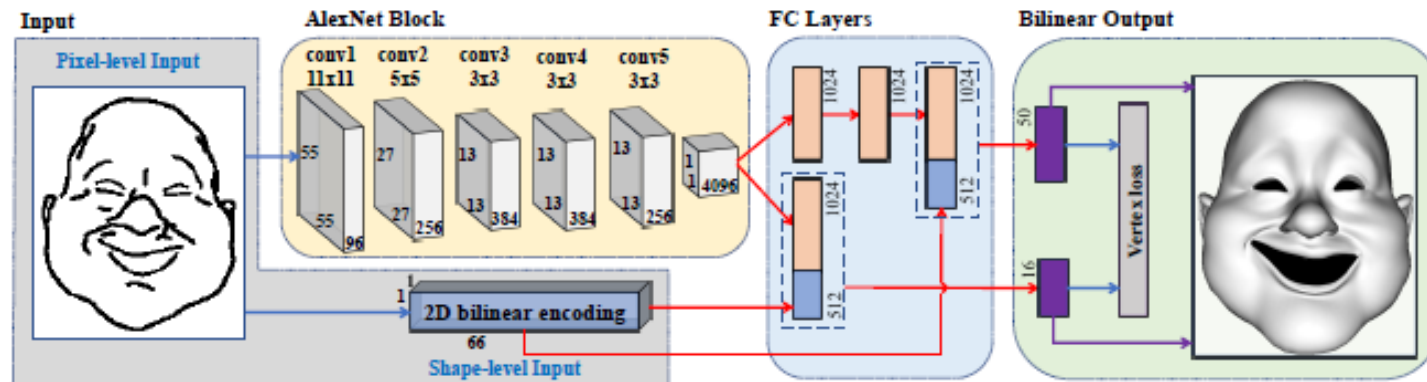 Input
AlexNet Block
FC Layers
Bilinear Output
Pixel-level Input
conv1
11x11
conv2
5x5
conv3
3x3
conv4
3x3
conv5
3x3
55
55
96
27
27
256
13
13
384
13
13
384
13
13
256
1
1
4096
1024
1024
1024
512
1024
512
50
16
Vertex loss
1
1
2D bilinear encoding
66
Shape-level Input